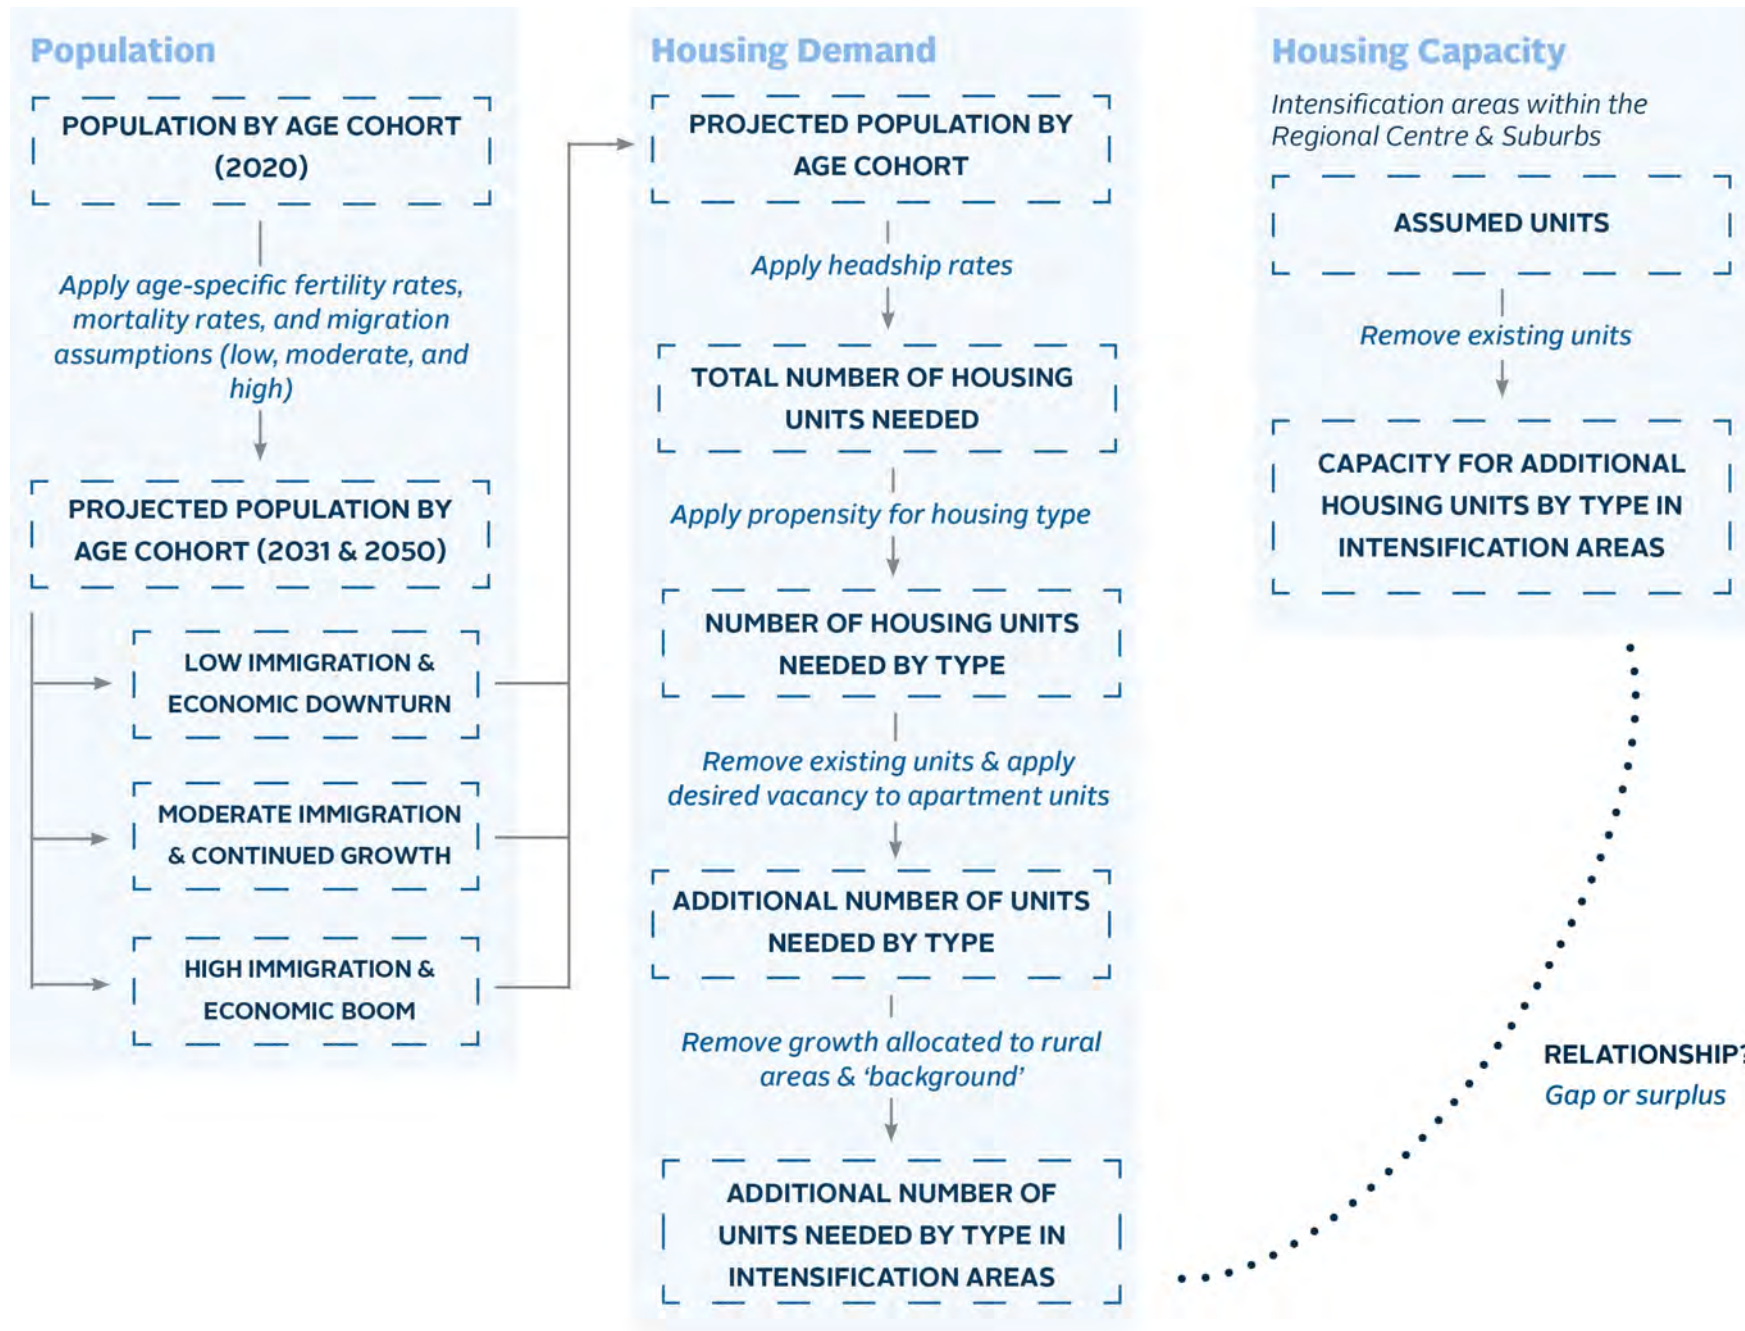 Population
POPULATION BY AGE COHORT
(2020)
Apply age-specific fertility rates,
mortality rates, and migration
assumptions (low, moderate, and
high)
PROJECTED POPULATION BY
AGE COHORT (2031 & 2050)
LOW IMMIGRATION &
ECONOMIC DOWNTURN
MODERATE IMMIGRATION
& CONTINUED GROWTH
HIGH IMMIGRATION &
ECONOMIC BOOM
Housing Demand
PROJECTED POPULATION BY
AGE COHORT
Apply headship rates
TOTAL NUMBER OF HOUSING
UNITS NEEDED
Apply propensity for housing type
NUMBER OF HOUSING UNITS
NEEDED BY TYPE
Remove existing units & apply
desired vacancy to apartment units
ADDITIONAL NUMBER OF UNITS
NEEDED BY TYPE
Remove growth allocated to rural
areas & ‘background’
ADDITIONAL NUMBER OF
UNITS NEEDED BY TYPE IN
INTENSIFICATION AREAS
Housing Capacity
Intensification areas within the
Regional Centre & Suburbs
ASSUMED UNITS
Remove existing units
CAPACITY FOR ADDITIONAL
HOUSING UNITS BY TYPE IN
INTENSIFICATION AREAS
RELATIONSHIP?
Gap or surplus